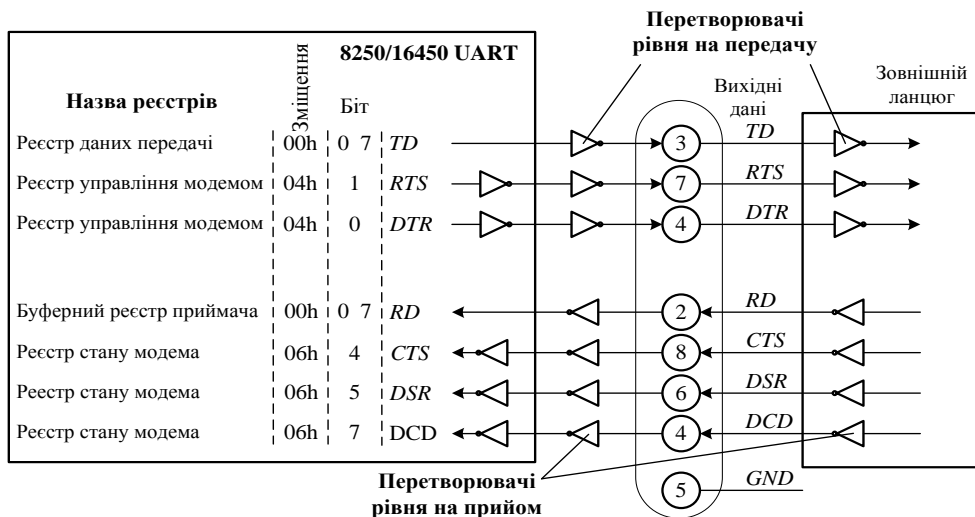 Перетворювачі
рівня на передачу
8250/16450 UART
Зміщення
Назва реєстрів
Біт
Вихідні
дані
Зовнішній
ланцюг
Реєстр даних передачі 00h 0 7 TD 3 TD
Реєстр управління модемом 04h 1 RTS 7 RTS
Реєстр управління модемом 04h 0 DTR 4 DTR
Буферний реєстр приймача 00h 0 7 RD 2 RD
Реєстр стану модема 06h 4 CTS 8 CTS
Реестр стану модема 06h 5 DSR 6 DSR
Реєстр стану модема 06h 7 DCD 4 DCD
Перетворювачі
рівня на прийом
5 GND